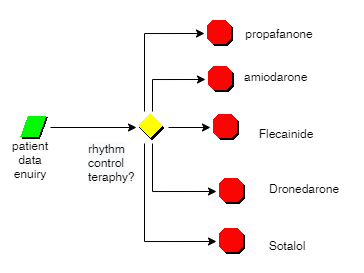 propafanone
amiodarone
Flecainide
patient
data
enuiry
rhythm
control
teraphy?
Dronedarone
Sotalol